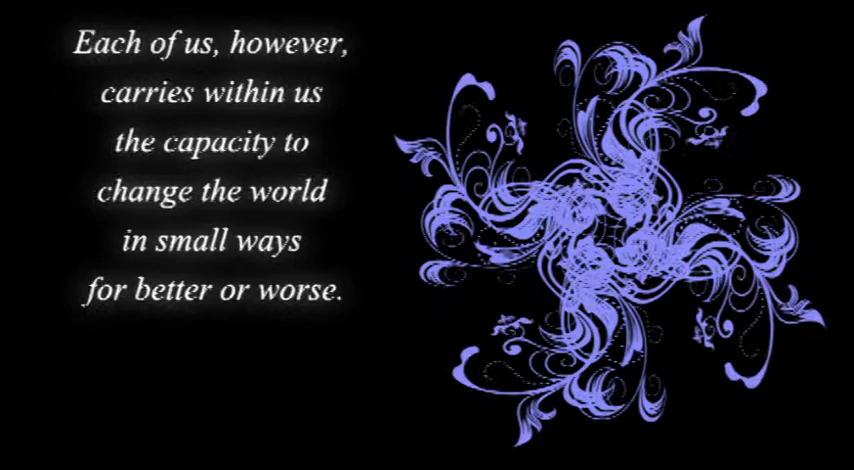 Each of us, however,
carries within us
the capacity to
change the world
in small ways
for better or worse.